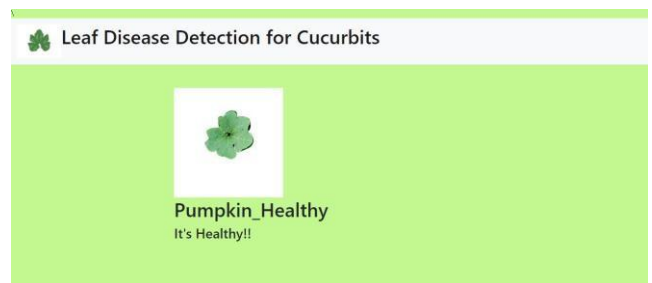 \
Leaf Disease Detection for Cucurbits
Pumpkin_Healthy
It's Healthy!!